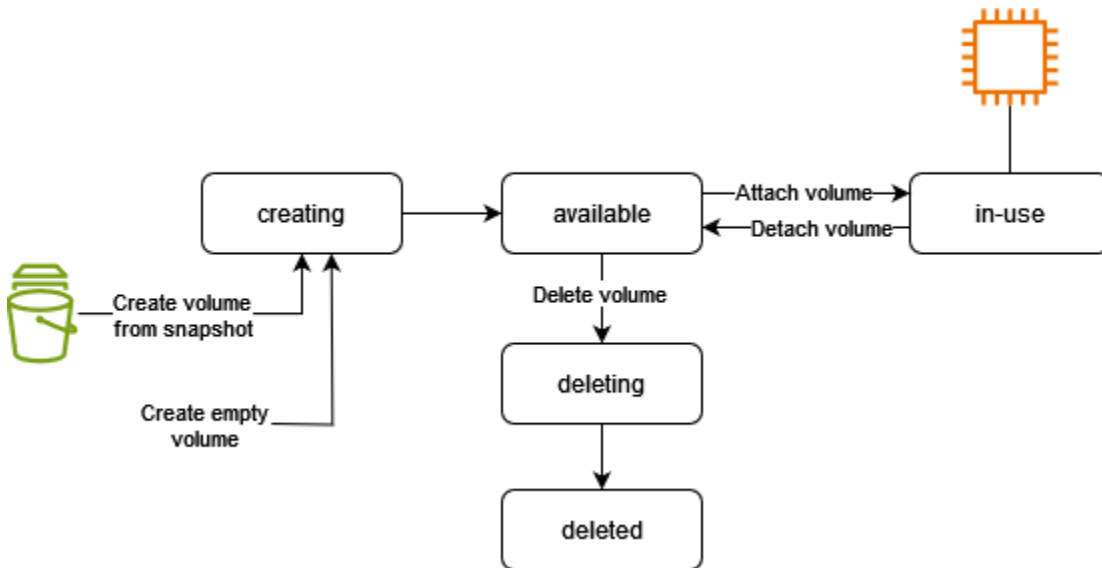 creating
available
Attach volume
Detach volume
in-use
Create volume
from snapshot
Delete volume
deleting
Create empty
volume
deleted